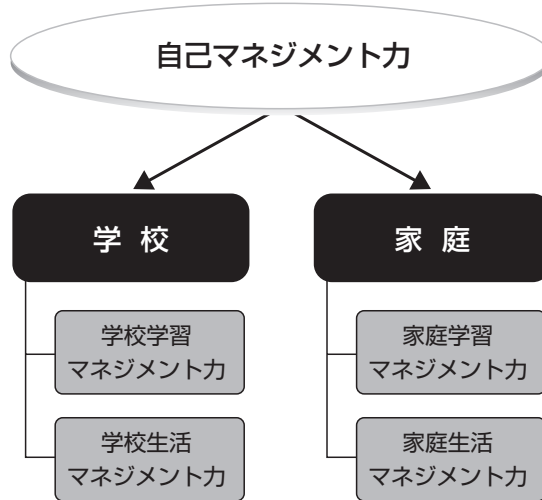 自己マネジメント力
学校
家庭
学校学習
マネジメント力
学校生活
マネジメント力
家庭学習
マネジメント力
家庭生活
マネジメント力